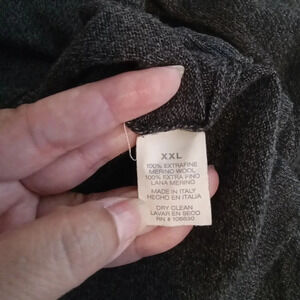 XXL
100% EXTRAFINE
MERINO WOOL
100% EXTRA FINO
LANA MERINO
MADE IN ITALY
HECHO EN ITALIA
DRY CLEAN
LAVAR EN SECO
RN # 106630